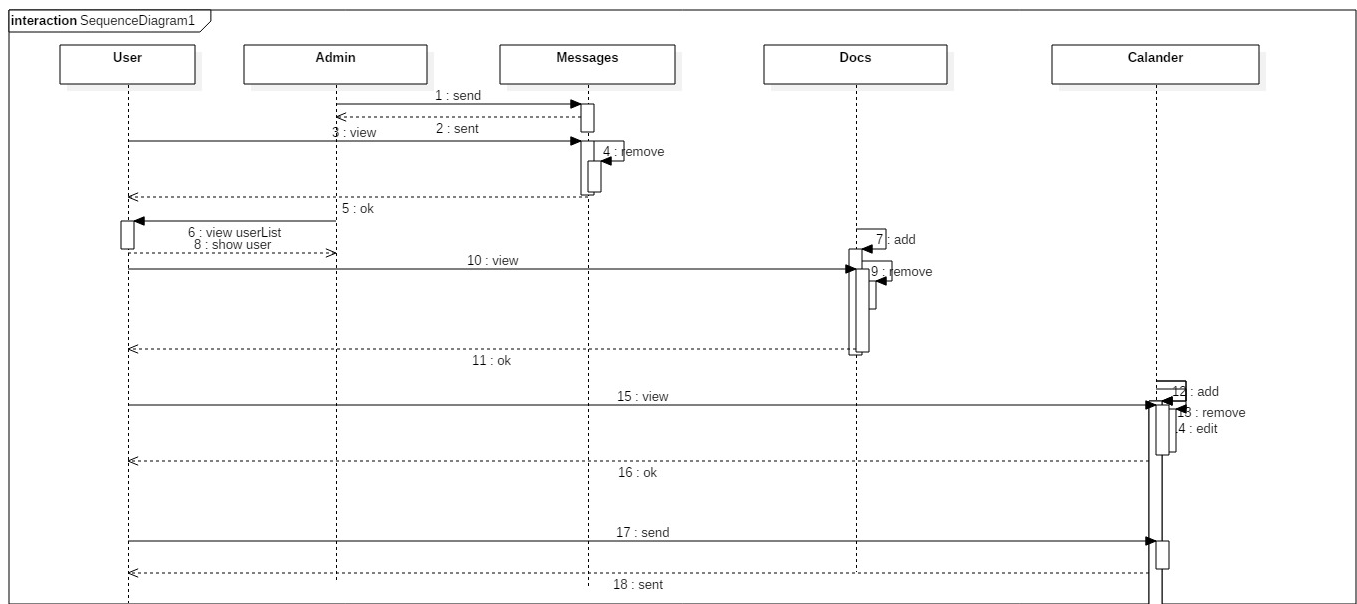 interaction SequenceDiagram1
User
Admin
Messages
Docs
Calander
1 : send
2 : sent
3 : view
4 : remove
5 : ok
6 : view userList
7 : add
8 : show user
9 : remove
10 : view
11 : ok
12 : add
13 : remove
14 : edit
15 : view
16 : ok
17 : send
18 : sent